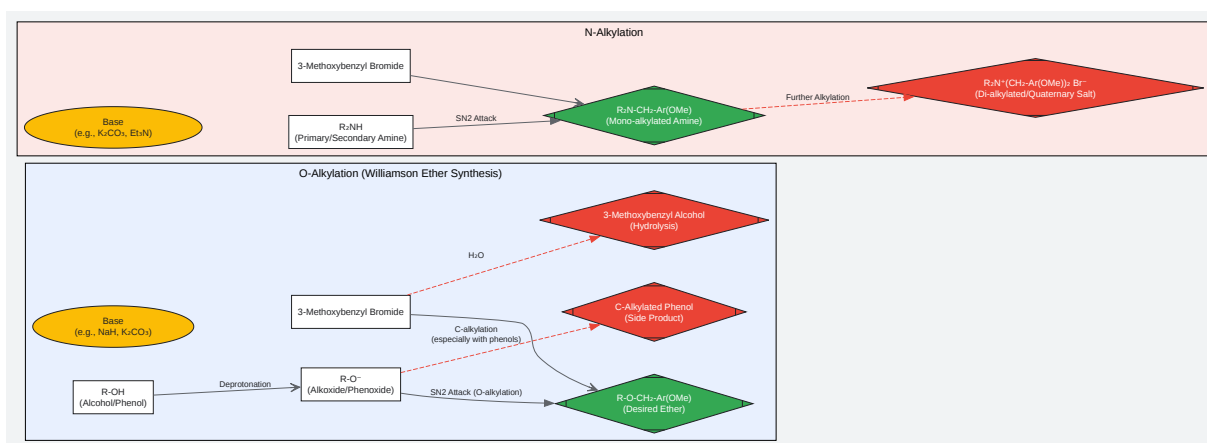 N-Alkylation
3-Methoxybenzyl Bromide
Base
(e.g., K₂CO₃, Et₃N)
R₂NH
(Primary/Secondary Amine)
SN2 Attack
R₂N-CH₂-Ar(OMe)
(Mono-alkylated Amine)
Further Alkylation
R₂N⁺(CH₂-Ar(OMe))₂ Br⁻
(Di-alkylated/Quaternary Salt)
O-Alkylation (Williamson Ether Synthesis)
3-Methoxybenzyl Alcohol
(Hydrolysis)
H₂O
3-Methoxybenzyl Bromide
C-Alkylated Phenol
(Side Product)
Base
(e.g., NaH, K₂CO₃)
C-alkylation
(especially with phenols)
R-OH
(Alcohol/Phenol)
Deprotonation
R-O⁻
(Alkoxide/Phenoxide)
SN2 Attack (O-alkylation)
R-O-CH₂-Ar(OMe)
(Desired Ether)